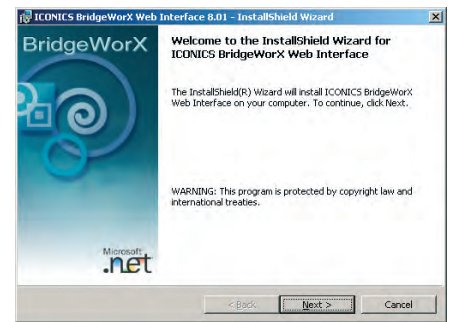 ICONICS BridgeWorX Web Interface 8.01 - InstallShield Wizard
BridgeWorX
Welcome to the InstallShield Wizard for
ICONICS BridgeWorX Web Interface
The InstallShield(R) Wizard will install ICONICS BridgeWorX
Web Interface on your computer. To continue, click Next.
WARNING: This program is protected by copyright law and
international treaties.
Microsoft
.net
< Back
Next >
Cancel